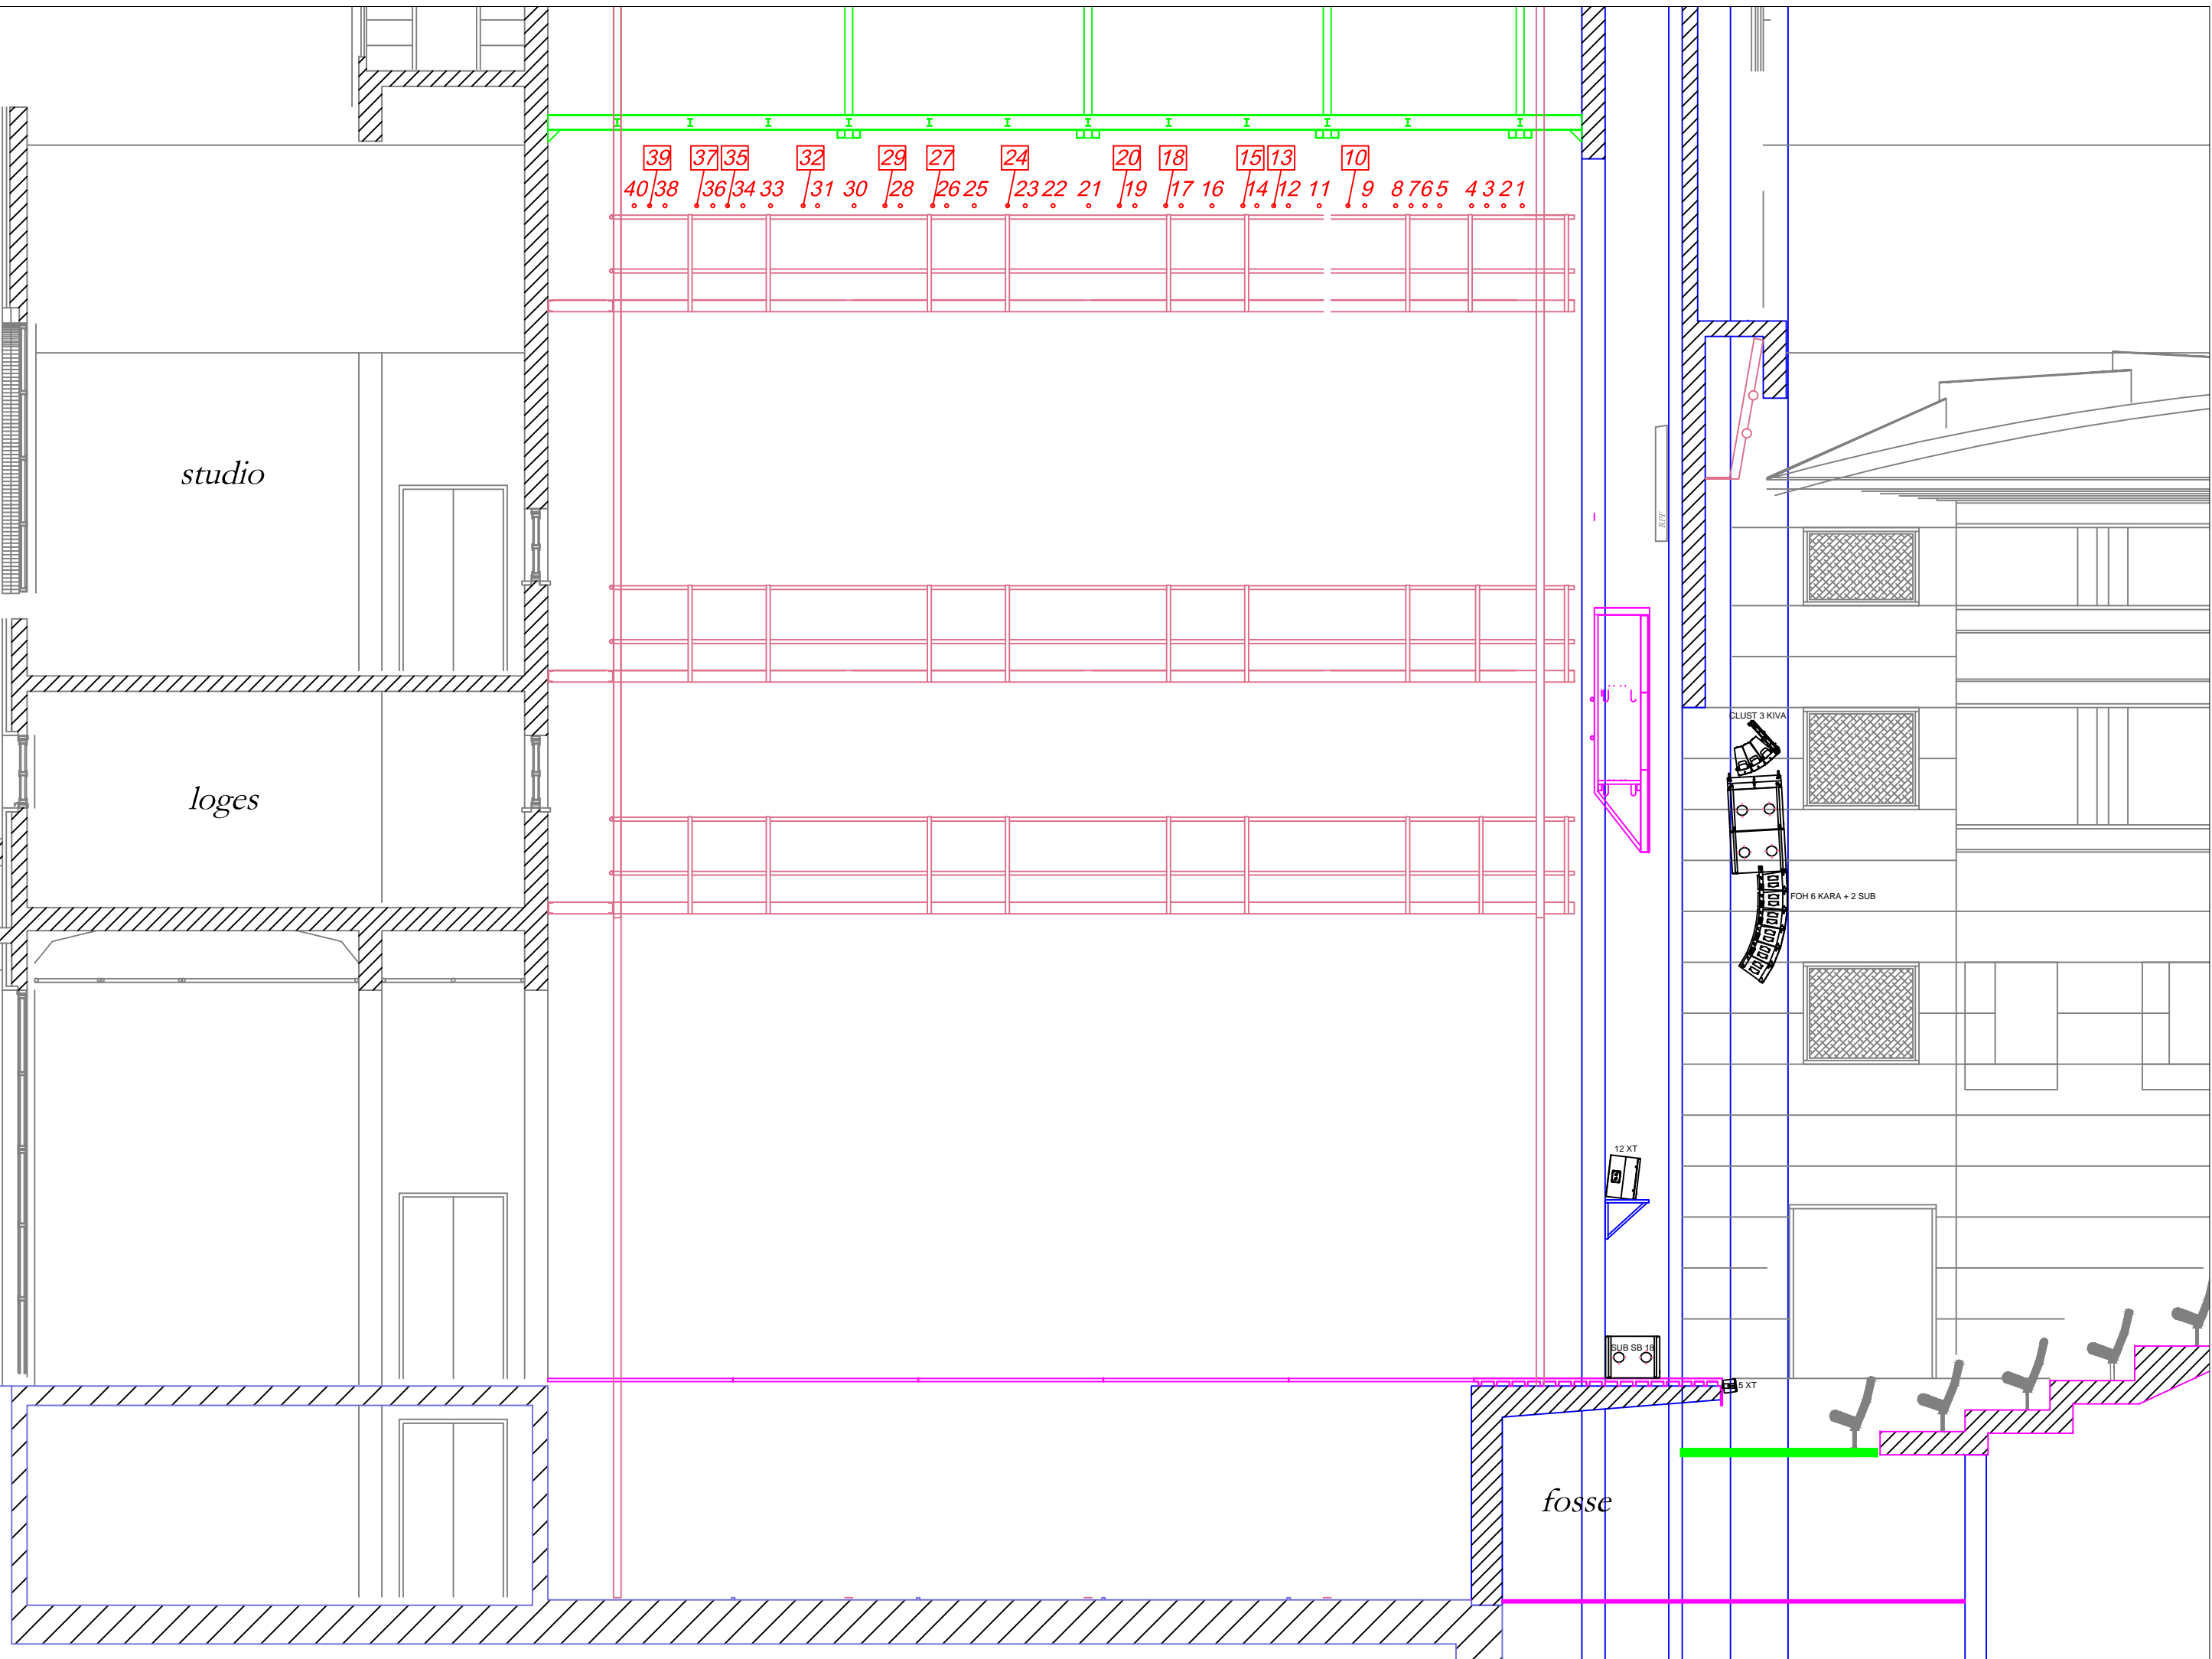 39 37 35 32 29 27 24 20 18 15 13 10
40 38 36 34 33 31 30 28 26 25 23 22 21 19 17 16 14 12 11 9 8 7 6 5 4 3 2 1
studio
RPF
CLUST 3 KIVA
loges
FOH 6 KARA + 2 SUB
12 XT
SUB SB 18
5 XT
fosse